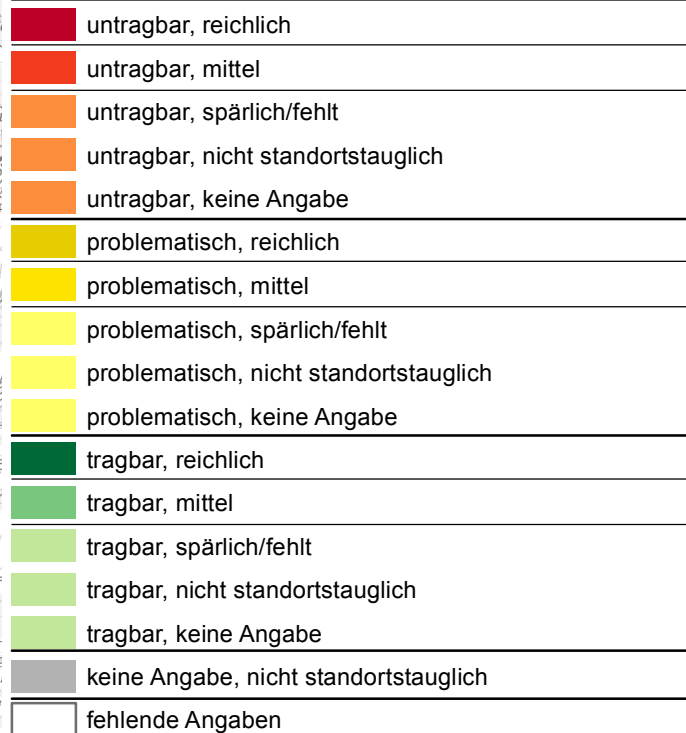 untragbar, reichlich
untragbar, mittel
untragbar, spärlich/fehlt
untragbar, nicht standortstauglich
untragbar, keine Angabe
problematisch, reichlich
problematisch, mittel
problematisch, spärlich/fehlt
problematisch, nicht standortstauglich
problematisch, keine Angabe
tragbar, reichlich
tragbar, mittel
tragbar, spärlich/fehlt
tragbar, nicht standortstauglich
tragbar, keine Angabe
keine Angabe, nicht standortstauglich
fehlende Angaben